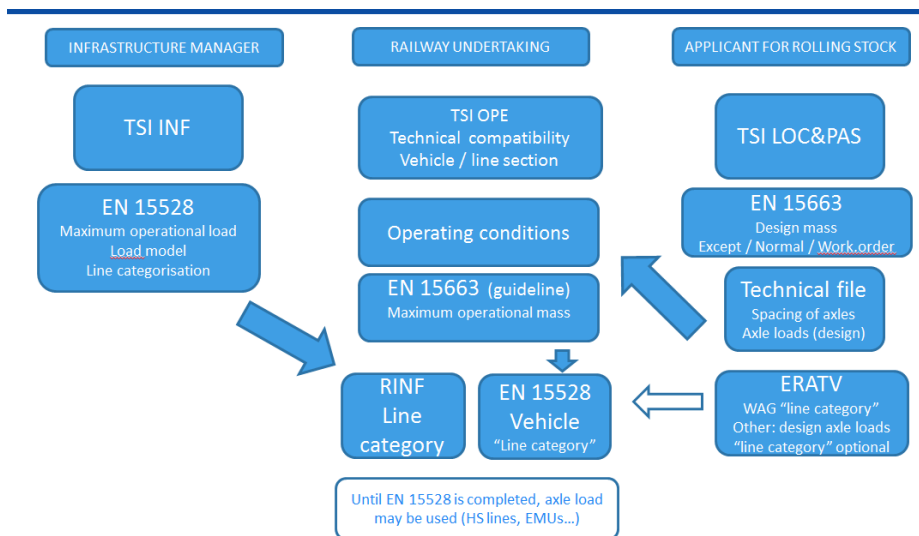 INFRASTRUCTURE MANAGER
RAILWAY UNDERTAKING
APPLICANT FOR ROLLING STOCK
TSI INF
TSI OPE
Technical compatibility
Vehicle / line section
TSI LOC&PAS
EN 15528
Maximum operational load
Load model
Line categorisation
Operating conditions
EN 15663
Design mass
Except / Normal / Work.order
EN 15663 (guideline)
Maximum operational mass
Technical file
Spacing of axles
Axle loads (design)
RINF
Line
category
EN 15528
Vehicle
“Line category”
ERATV
WAG “line category”
Other: design axle loads
“line category” optional
Until EN 15528 is completed, axle load
may be used (HS lines, EMUs…)